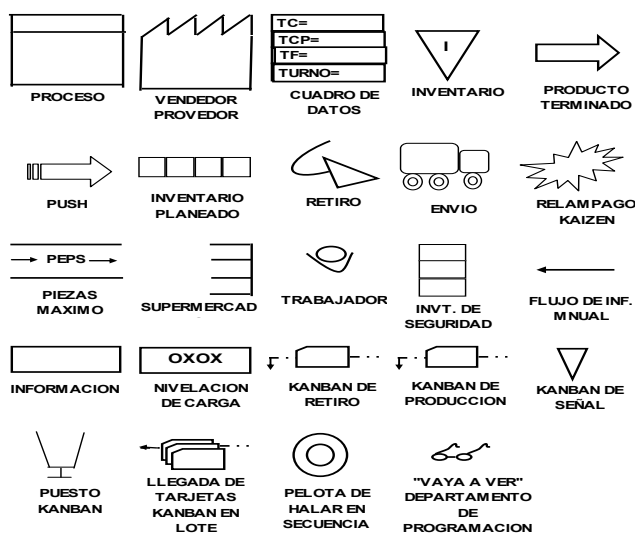 TC=
TCP=
TF=
TURNO=
I
PROCESO
VENDEDOR
PROVEDOR
CUADRO DE
DATOS
INVENTARIO
PRODUCTO
TERMINADO
PUSH
INVENTARIO
PLANEADO
RETIRO
ENVIO
RELAMPAGO
KAIZEN
PEPS
PIEZAS
MAXIMO
SUPERMERCAD
TRABAJADOR
INVT. DE
SEGURIDAD
FLUJO DE INF.
MNUAL
INFORMACION
OXOX
NIVELACION
DE CARGA
KANBAN DE
RETIRO
KANBAN DE
PRODUCCION
KANBAN DE
SEÑAL
PUESTO
KANBAN
LLEGADA DE
TARJETAS
KANBAN EN
LOTE
PELOTA DE
HALAR EN
SECUENCIA
"VAYA A VER"
DEPARTAMENTO
DE
PROGRAMACION